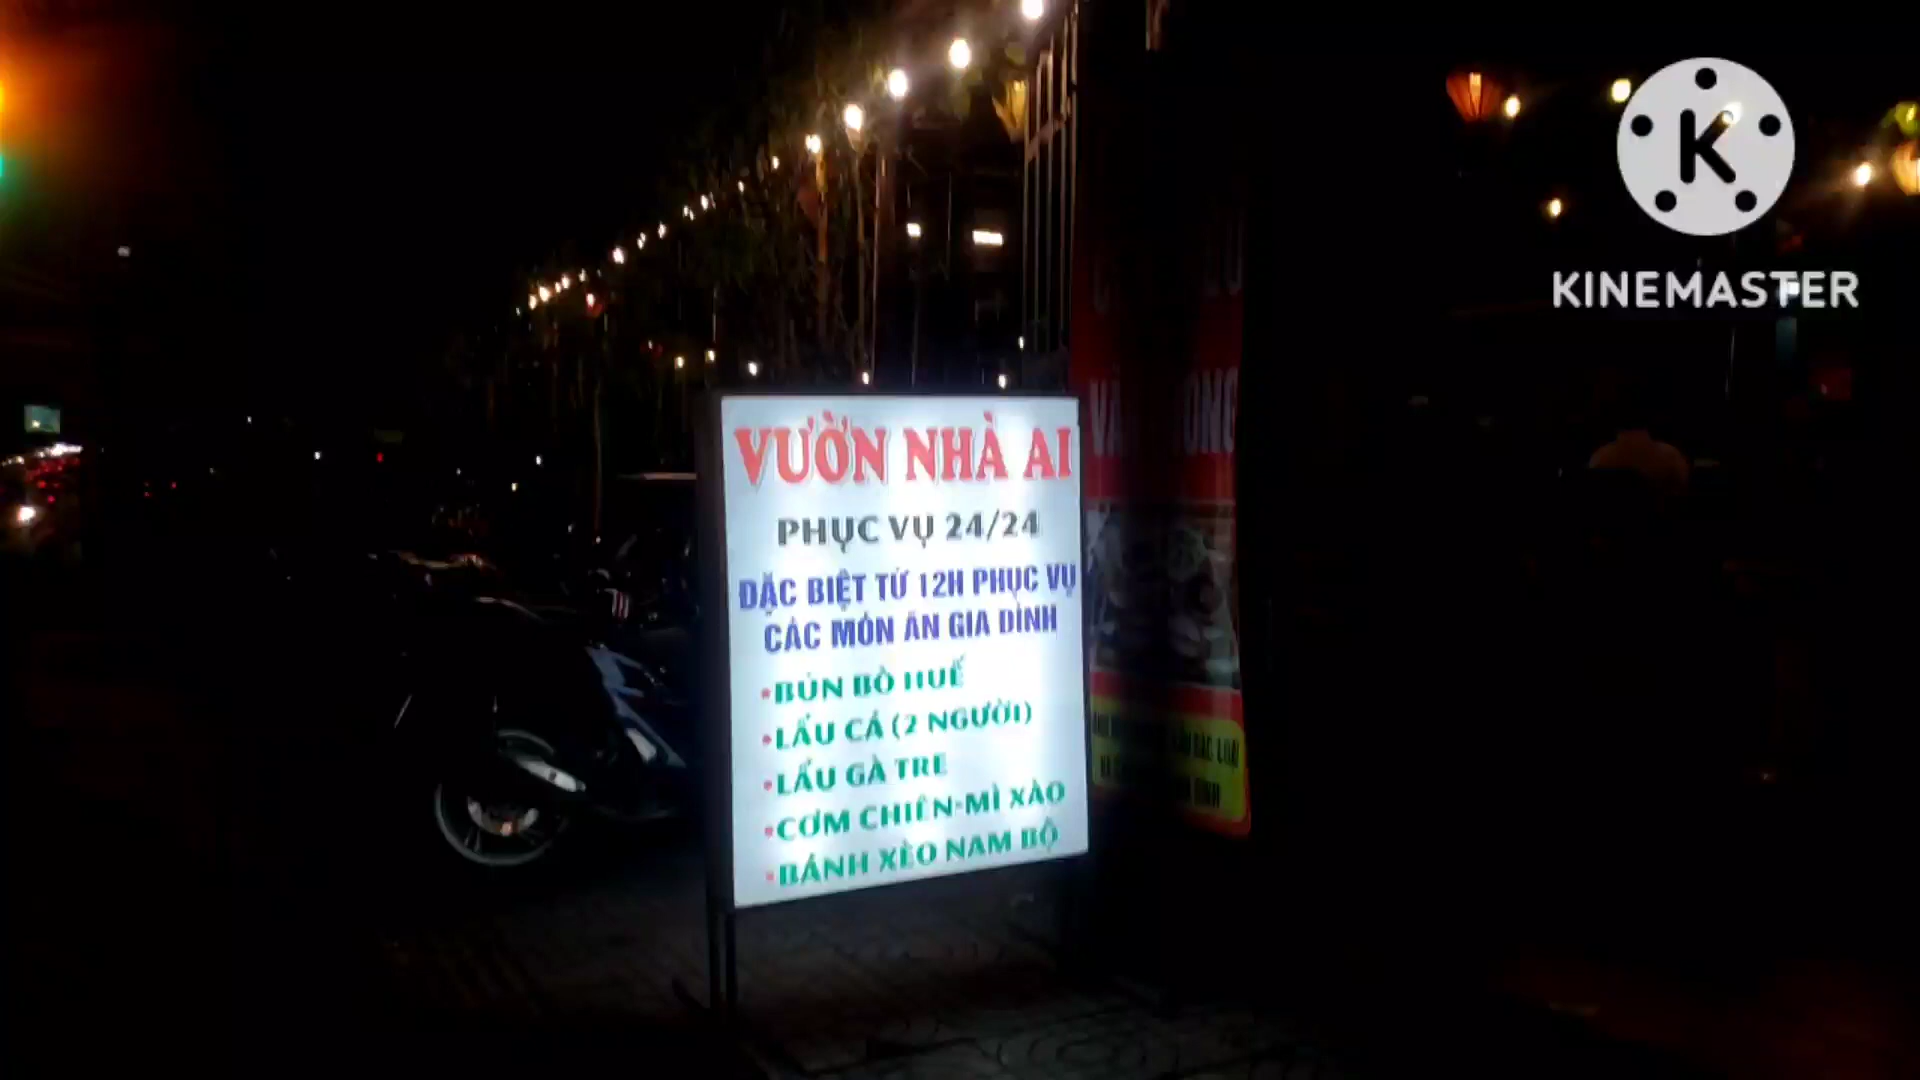 KINEMASTER
VƯỜN NHÀ AI
PHỤC VỤ 24/24
ĐẶC BIỆT TỪ 12H PHỤC VỤ
CÁC MÓN ĂN GIA ĐÌNH
•BÚN BÒ HUẾ
•LẨU CÁ (2 NGƯỜI)
•LẨU GÀ TRE
•CƠM CHIÊN-MÌ XÀO
•BÁNH XÈO NAM BỘ